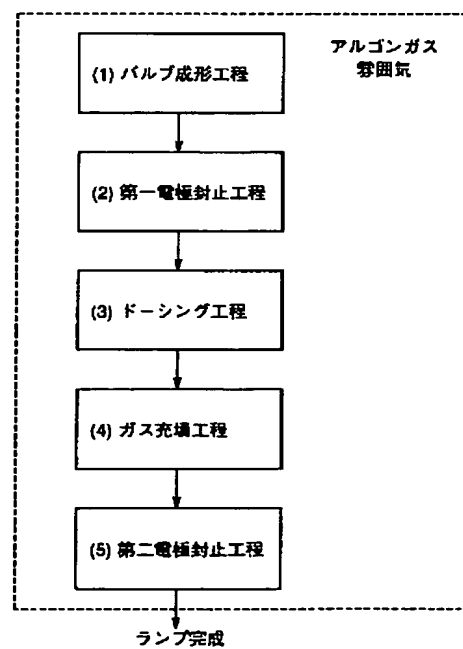 アルゴンガス
雰囲気
(1) バルブ成形工程
(2) 第一電極封止工程
(3) ドーシング工程
(4) ガス充填工程
(5) 第二電極封止工程
ランプ完成